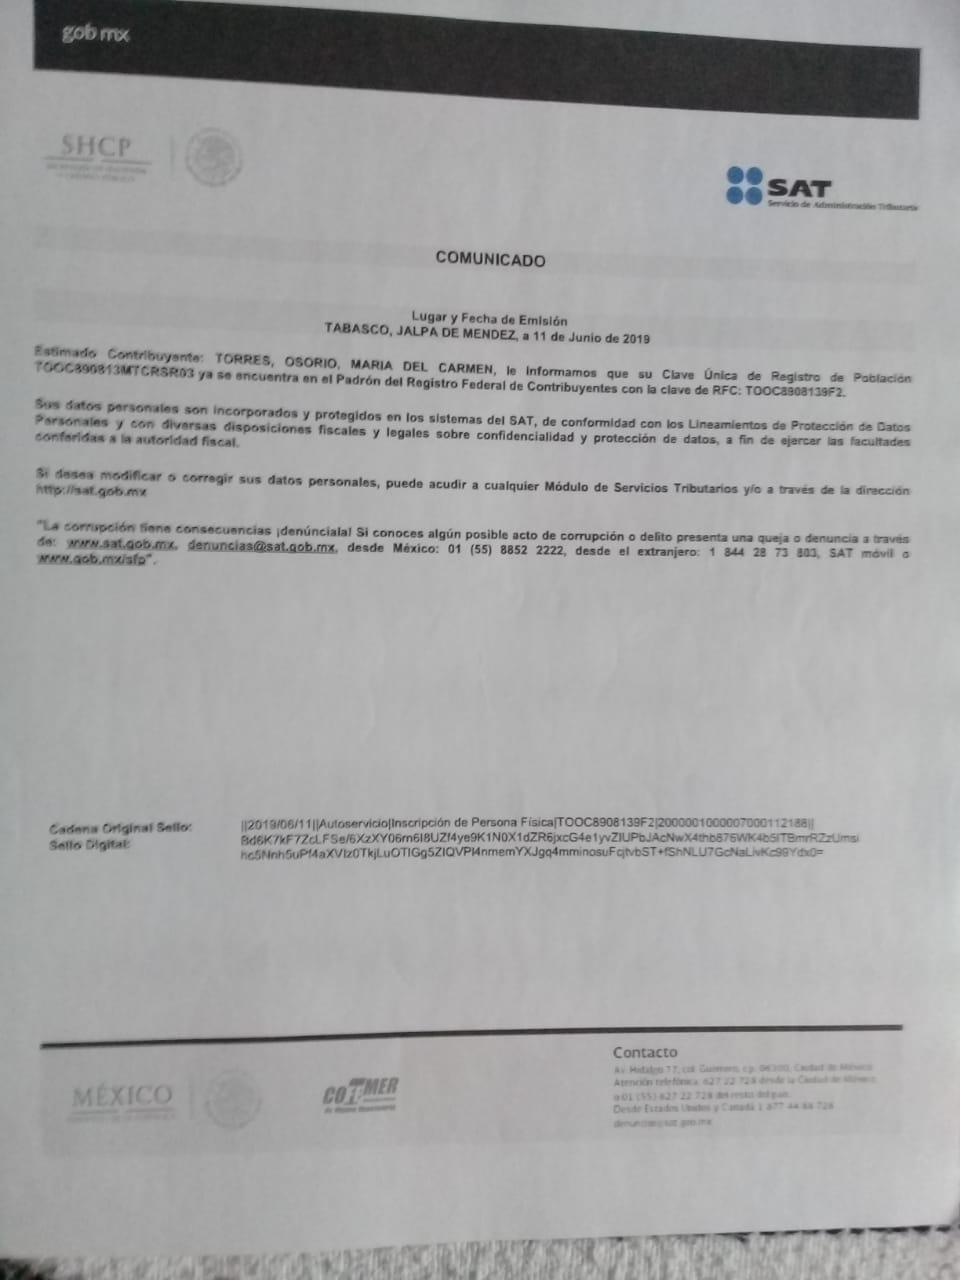 gob mx
SHCP
SAT
Servicio de Administración Tributaria
COMUNICADO
Lugar y Fecha de Emisión
TABASCO, JALPA DE MENDEZ, a 11 de Junio de 2019
Estimado Contribuyente: TORRES, OSORIO, MARIA DEL CARMEN, le informamos que su Clave Única de Registro de Población
TOOC890813MTCRSR03 ya se encuentra en el Padrón del Registro Federal de Contribuyentes con la clave de RFC: TOOC8908139F2.
Sus datos personales son incorporados y protegidos en los sistemas del SAT, de conformidad con los Lineamientos de Protección de Datos
Personales y con diversas disposiciones fiscales y legales sobre confidencialidad y protección de datos, a fin de ejercer las facultades
conferidas a la autoridad fiscal.
Si desea modificar o corregir sus datos personales, puede acudir a cualquier Módulo de Servicios Tributarios y/o a través de la dirección
http://sat.gob.mx
"La corrupción tiene consecuencias ¡denúnciala! Si conoces algún posible acto de corrupción o delito presenta una queja o denuncia a través
de: www.sat.gob.mx, denuncias@sat.gob.mx, desde México: 01 (55) 8852 2222, desde el extranjero: 1 844 28 73 803, SAT móvil o
www.gob.mx/sfp".
Cadena Original Sello: ||2019/06/11||Autoservicio|Inscripción de Persona Física|TOOC8908139F2|2000001000007000112188||
Sello Digital:
MÉXICO
Contacto
Av. Hidalgo 77, col. Guerrero, c.p. 06300, Ciudad de México
Atención telefónica: 627 22 728 desde la Ciudad de México,
o 01 (55) 627 22 728 del resto del país.
Desde Estados Unidos y Canadá 1 877 44 88 728
denuncias@sat.gob.mx